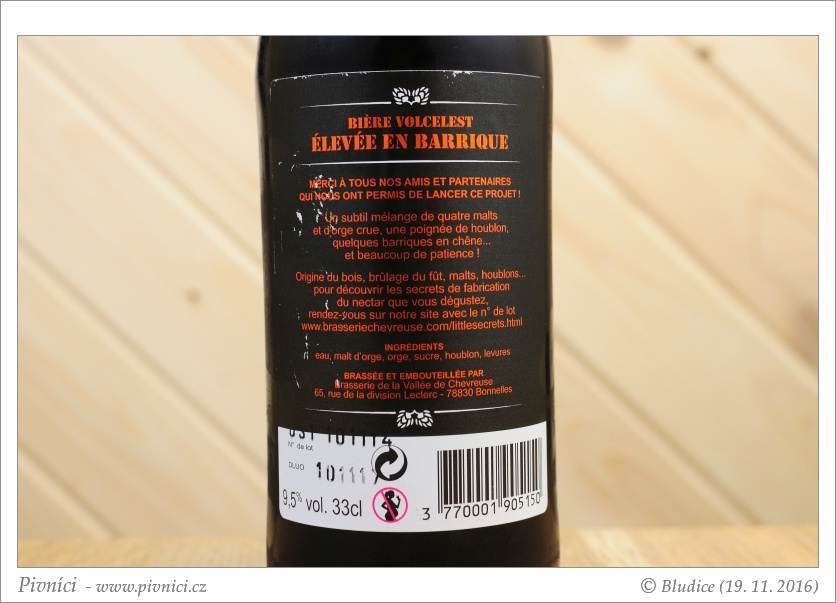 BIÈRE VOLCELEST
ÉLEVÉE EN BARRIQUE
MERCI À TOUS NOS AMIS ET PARTENAIRES
QUI NOUS ONT PERMIS DE LANCER CE PROJET !
Un subtil mélange de quatre malts
et d'orge crue, une poignée de houblon,
quelques barriques en chêne...
et beaucoup de patience !
Origine du bois, brûlage du fût, malts, houblons...
pour découvrir les secrets de fabrication
du nectar que vous dégustez,
rendez-vous sur notre site avec le n° de lot
www.brasseriechevreuse.com/littlesecrets.html
INGRÉDIENTS
eau, malt d'orge, orge, sucre, houblon, levures
BRASSÉE ET EMBOUTEILLÉE PAR
Brasserie de la Vallée de Chevreuse
65, rue de la division Leclerc - 78830 Bonnelles
101114
N° de lot
DLUO 10111
9,5% vol. 33cl
3 770001 905150
Pivníci - www.pivnici.cz
© Bludice (19. 11. 2016)